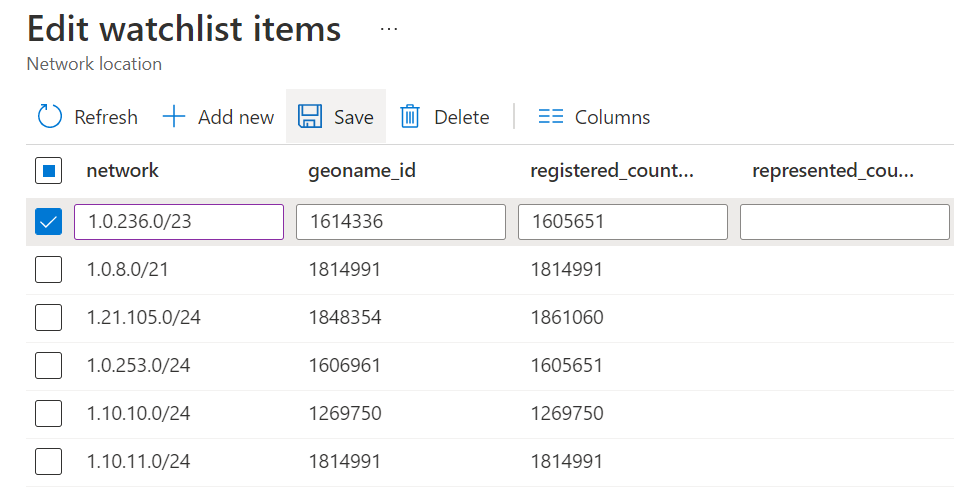 Edit watchlist items ...
Network location
Refresh Add new Save Delete Columns
network geoname_id registered_count... represented_cou...
1.0.236.0/23 1614336 1605651
1.0.8.0/21 1814991 1814991
1.21.105.0/24 1848354 1861060
1.0.253.0/24 1606961 1605651
1.10.10.0/24 1269750 1269750
1.10.11.0/24 1814991 1814991